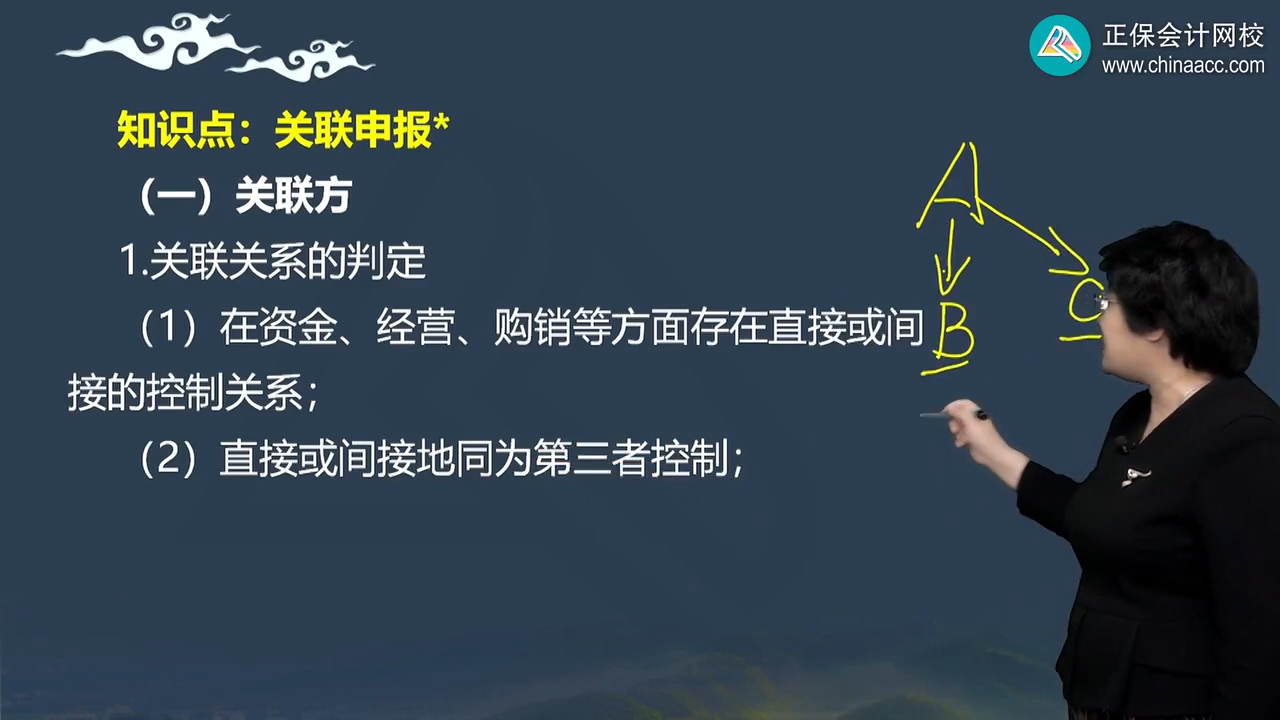 正保会计网校
www.chinaacc.com
知识点：关联申报*
（一）关联方
1.关联关系的判定
（1）在资金、经营、购销等方面存在直接或间
接的控制关系；
（2）直接或间接地同为第三者控制；
A
B
C